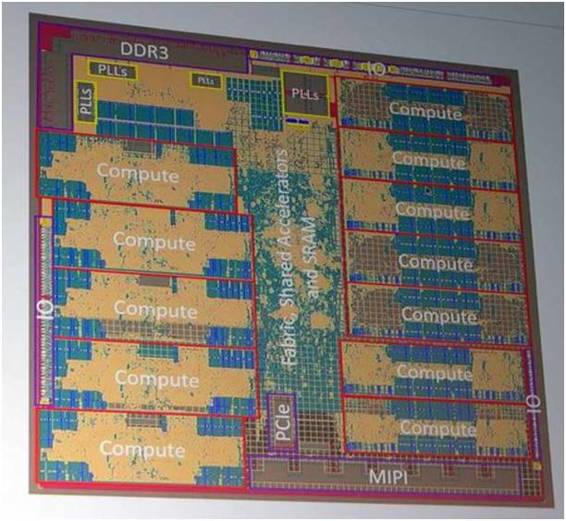 DDR3
PLLs
PLLs
PLLs
PLLs
IO
Compute
Compute
Compute
Compute
Compute
IO
Fabric, Shared Accelerators
and SRAM
PCIe
MIPI
Compute
Compute
Compute
Compute
Compute
Compute
Compute
IO